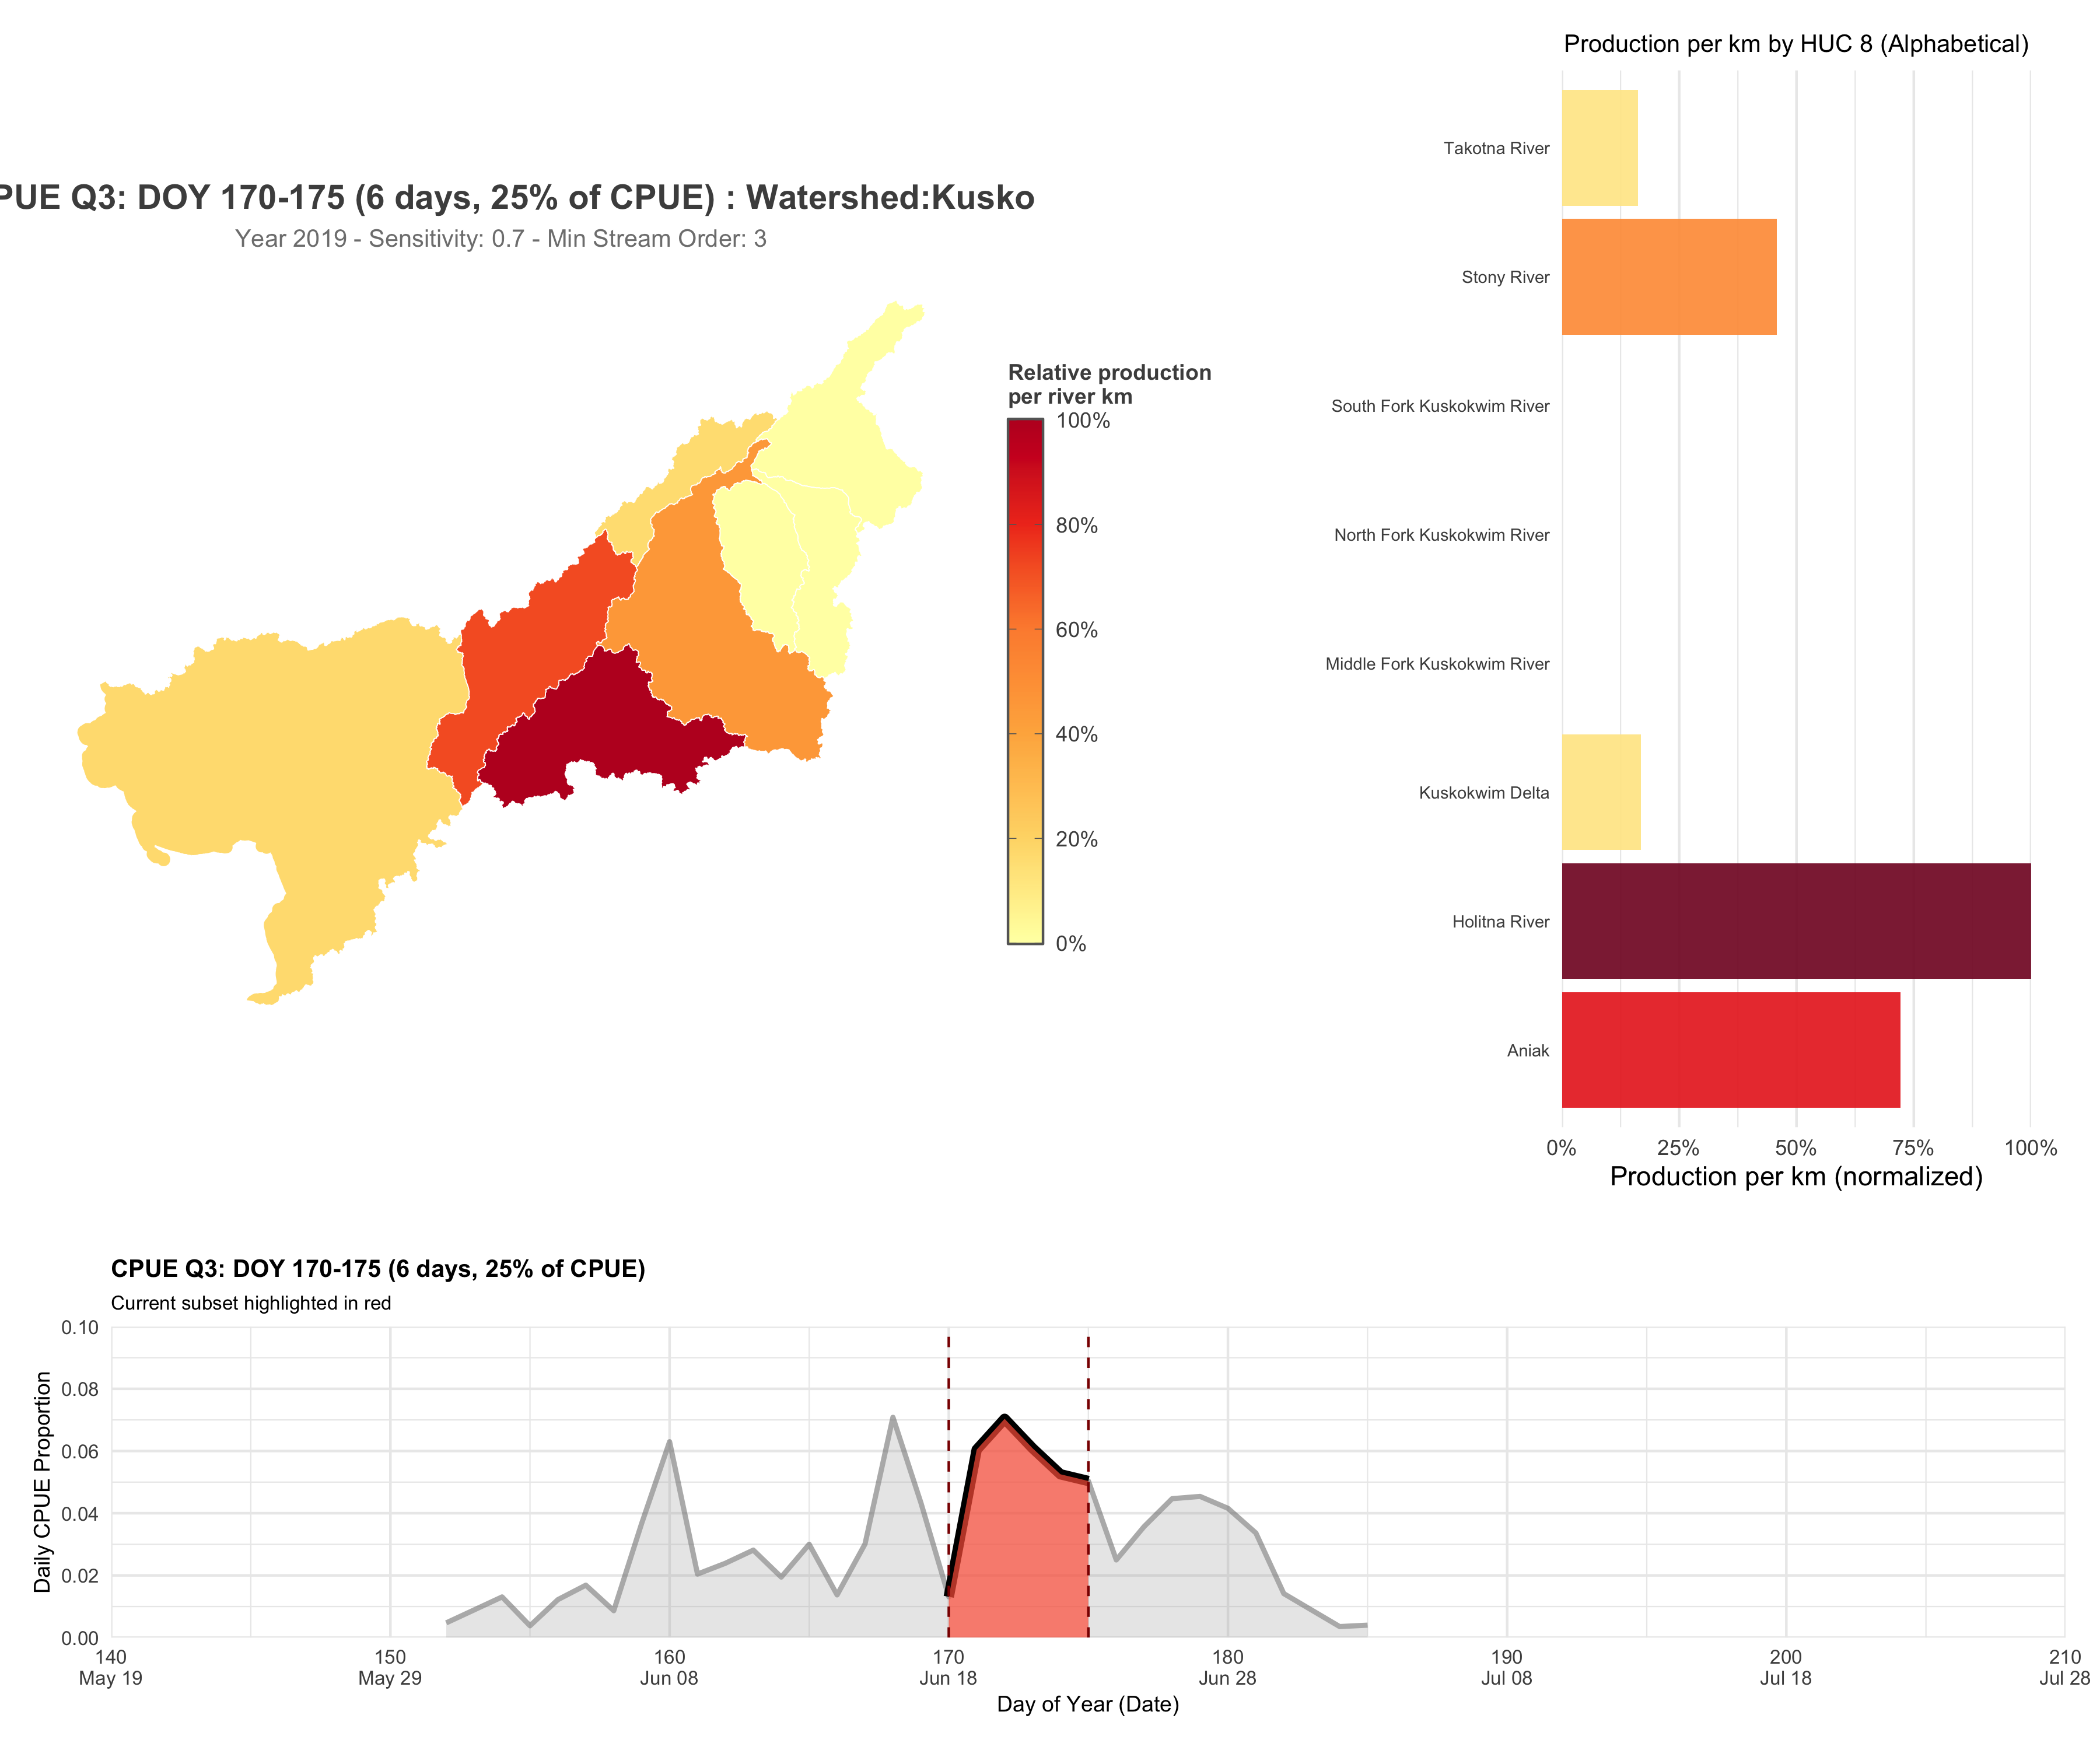 Production per km by HUC 8 (Alphabetical)
Takotna River
Stony River
South Fork Kuskokwim River
North Fork Kuskokwim River
Middle Fork Kuskokwim River
Kuskokwim Delta
Holitna River
Aniak
0% 25% 50% 75% 100%
Production per km (normalized)
PUE Q3: DOY 170-175 (6 days, 25% of CPUE) : Watershed:Kusko
Year 2019 - Sensitivity: 0.7 - Min Stream Order: 3
Relative production
per river km
100%
80%
60%
40%
20%
0%
CPUE Q3: DOY 170-175 (6 days, 25% of CPUE)
Current subset highlighted in red
Daily CPUE Proportion
0.10
0.08
0.06
0.04
0.02
0.00
140 150 160 170 180 190 200 210
May 19 May 29 Jun 08 Jun 18 Jun 28 Jul 08 Jul 18 Jul 28
Day of Year (Date)